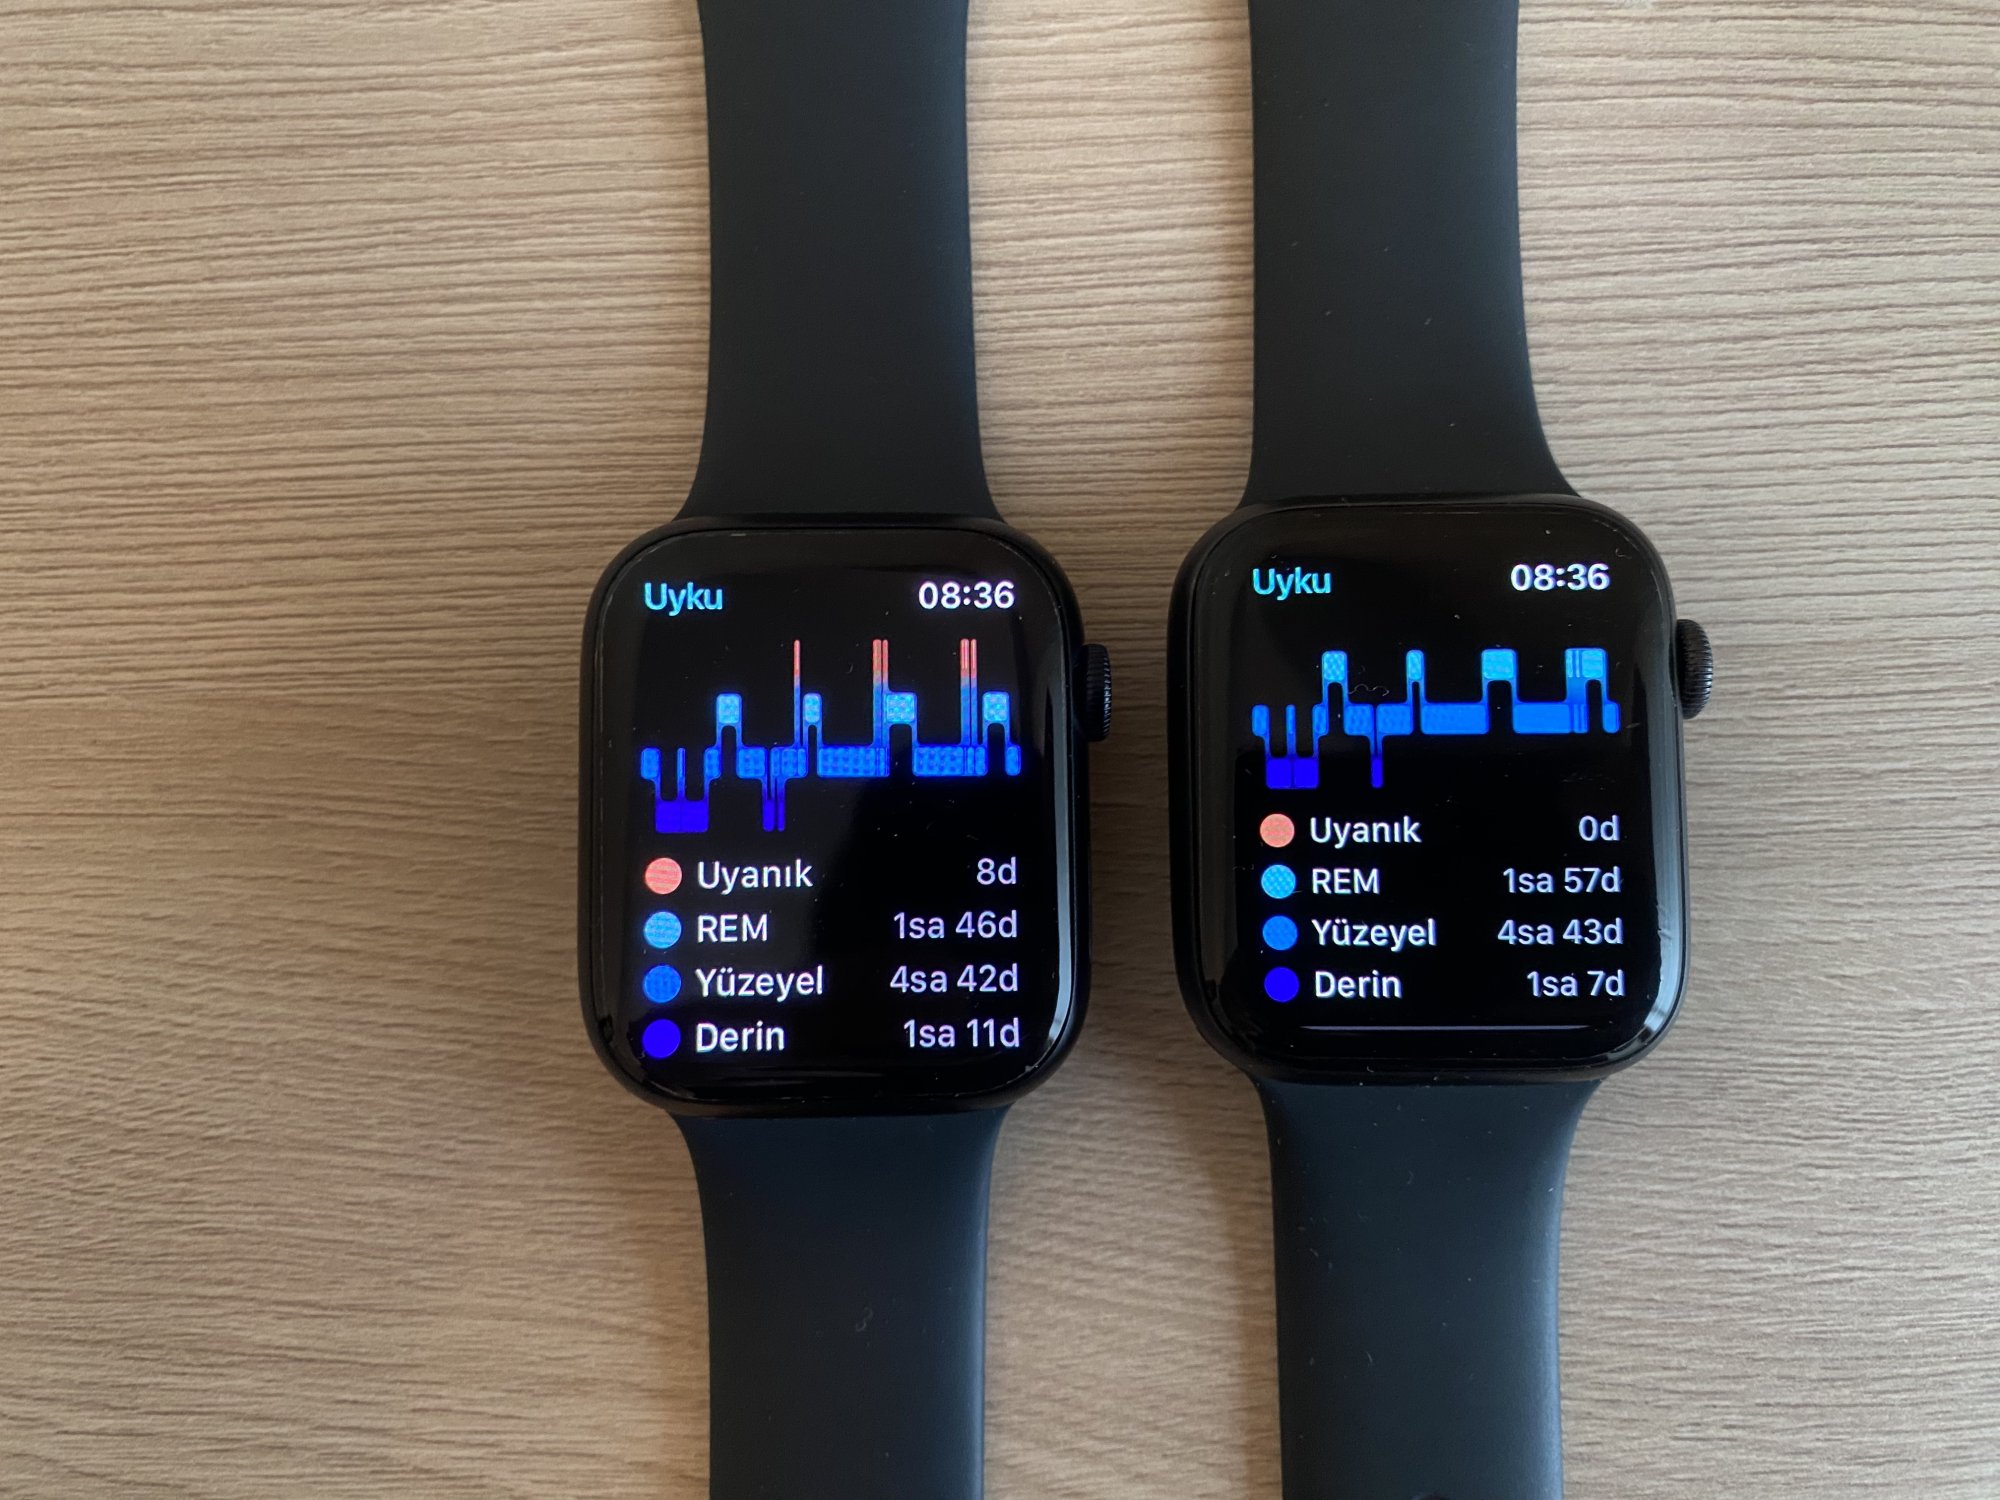 Uyku 08:36
Uyanık 8d
REM 1sa 46d
Yüzeyel 4sa 42d
Derin 1sa 11d
Uyku 08:36
Uyanık 0d
REM 1sa 57d
Yüzeyel 4sa 43d
Derin 1sa 7d